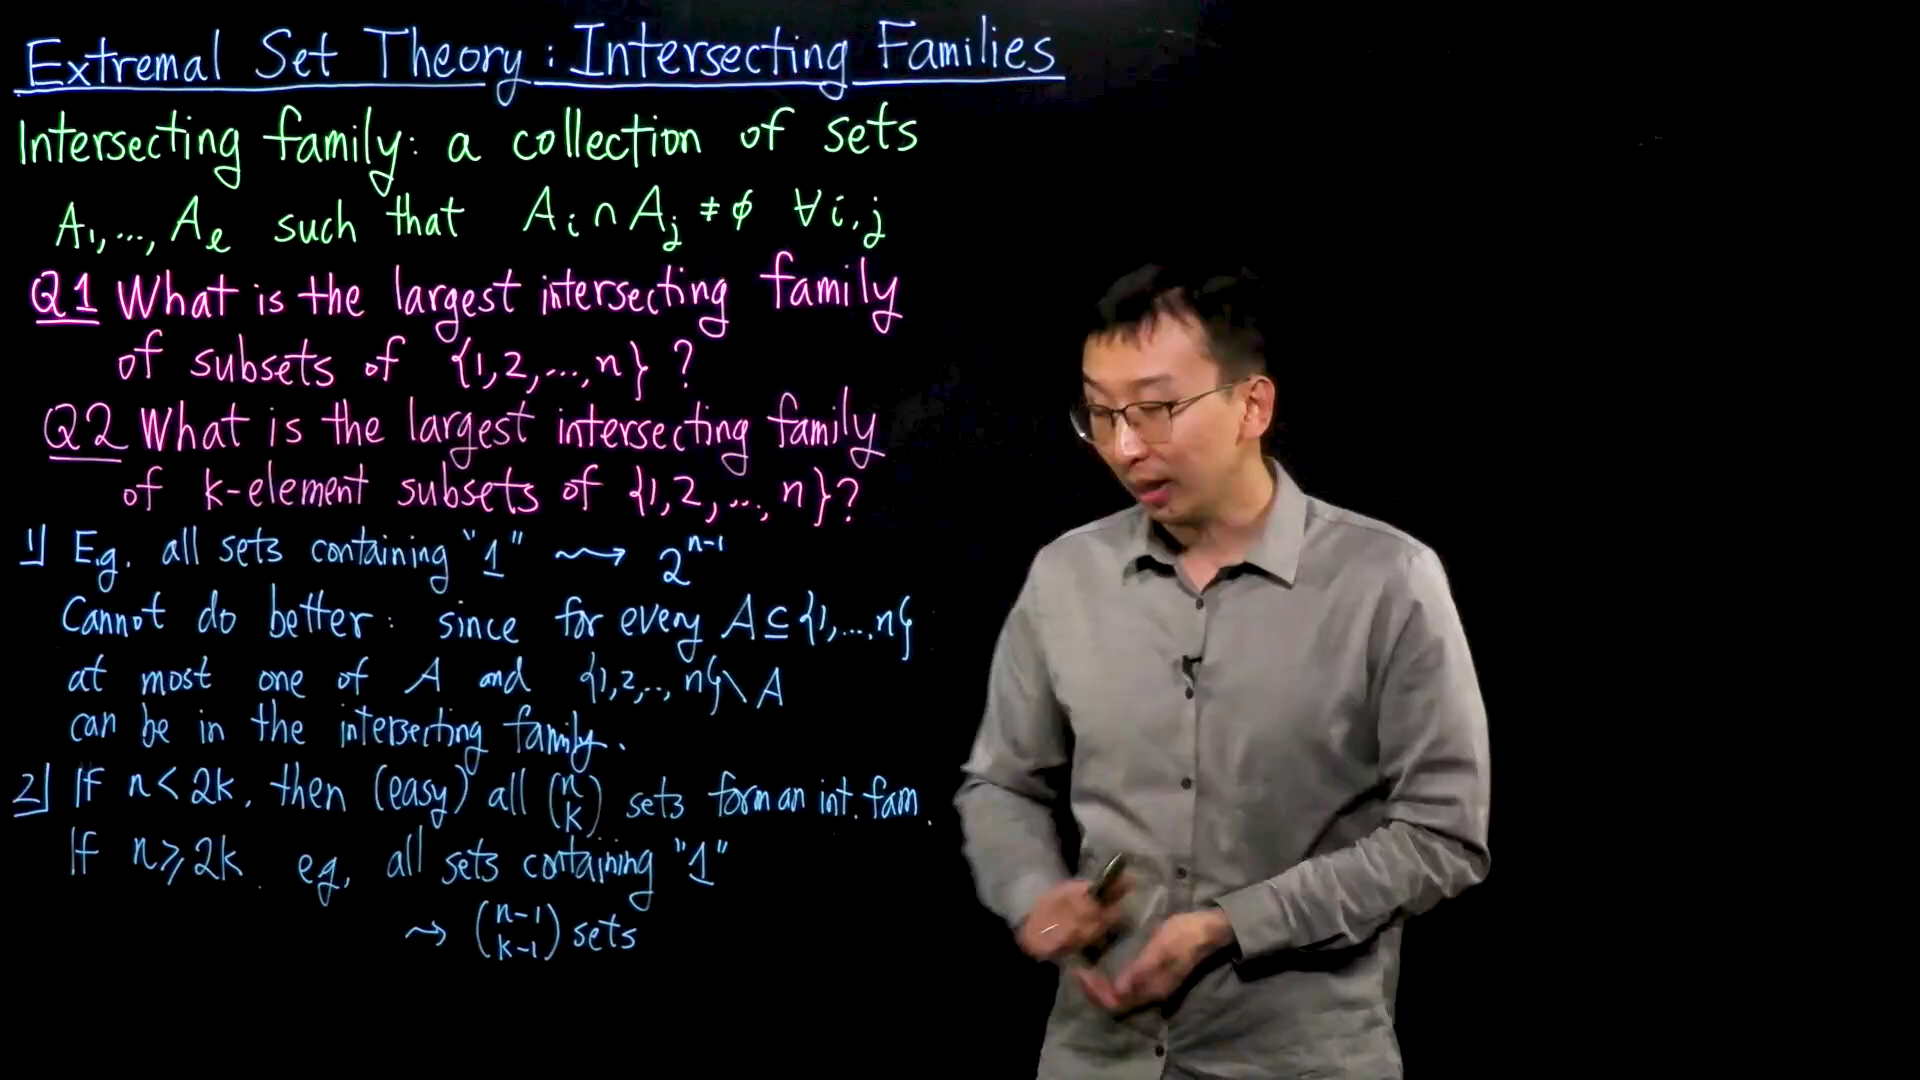 Extremal Set Theory: Intersecting Families
Intersecting family: a collection of sets
A₁,..., Aₑ such that Aᵢ ∩ Aⱼ ≠ ∅ ∀i,j
Q1 What is the largest intersecting family
of subsets of {1,2,...,n}?
Q2 What is the largest intersecting family
of k-element subsets of {1,2,...,n}?
1] E.g. all sets containing "1" ⟿ 2ⁿ⁻¹
Cannot do better: since for every A ⊆ {1,...,n}
at most one of A and {1,2,..,n}\A
can be in the intersecting family.
2] If n < 2k, then (easy) all (n k) sets form an int. fam.
If n ≥ 2k. eg. all sets containing "1"
⇝ (n-1 k-1) sets